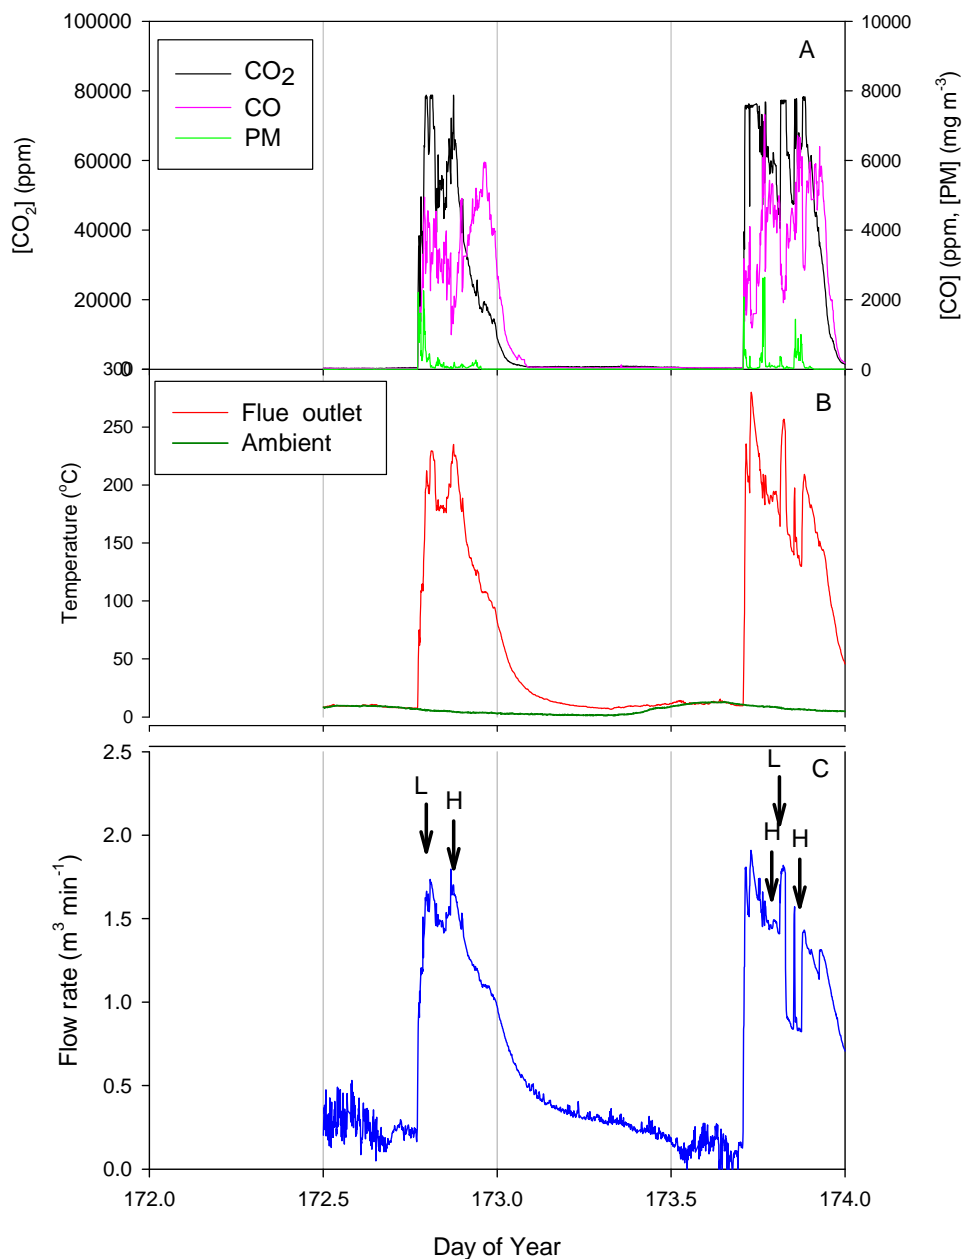 100000
80000
60000
40000
20000
0
[CO2] (ppm)
CO2
CO
PM
A
10000
8000
6000
4000
2000
0
[CO] (ppm, [PM] (mg m-3)
300
250
200
150
100
50
0
Temperature (oC)
Flue outlet
Ambient
B
2.5
2.0
1.5
1.0
0.5
0.0
Flow rate (m3 min-1)
L
H
L
H
H
C
172.0
172.5
173.0
173.5
174.0
Day of Year